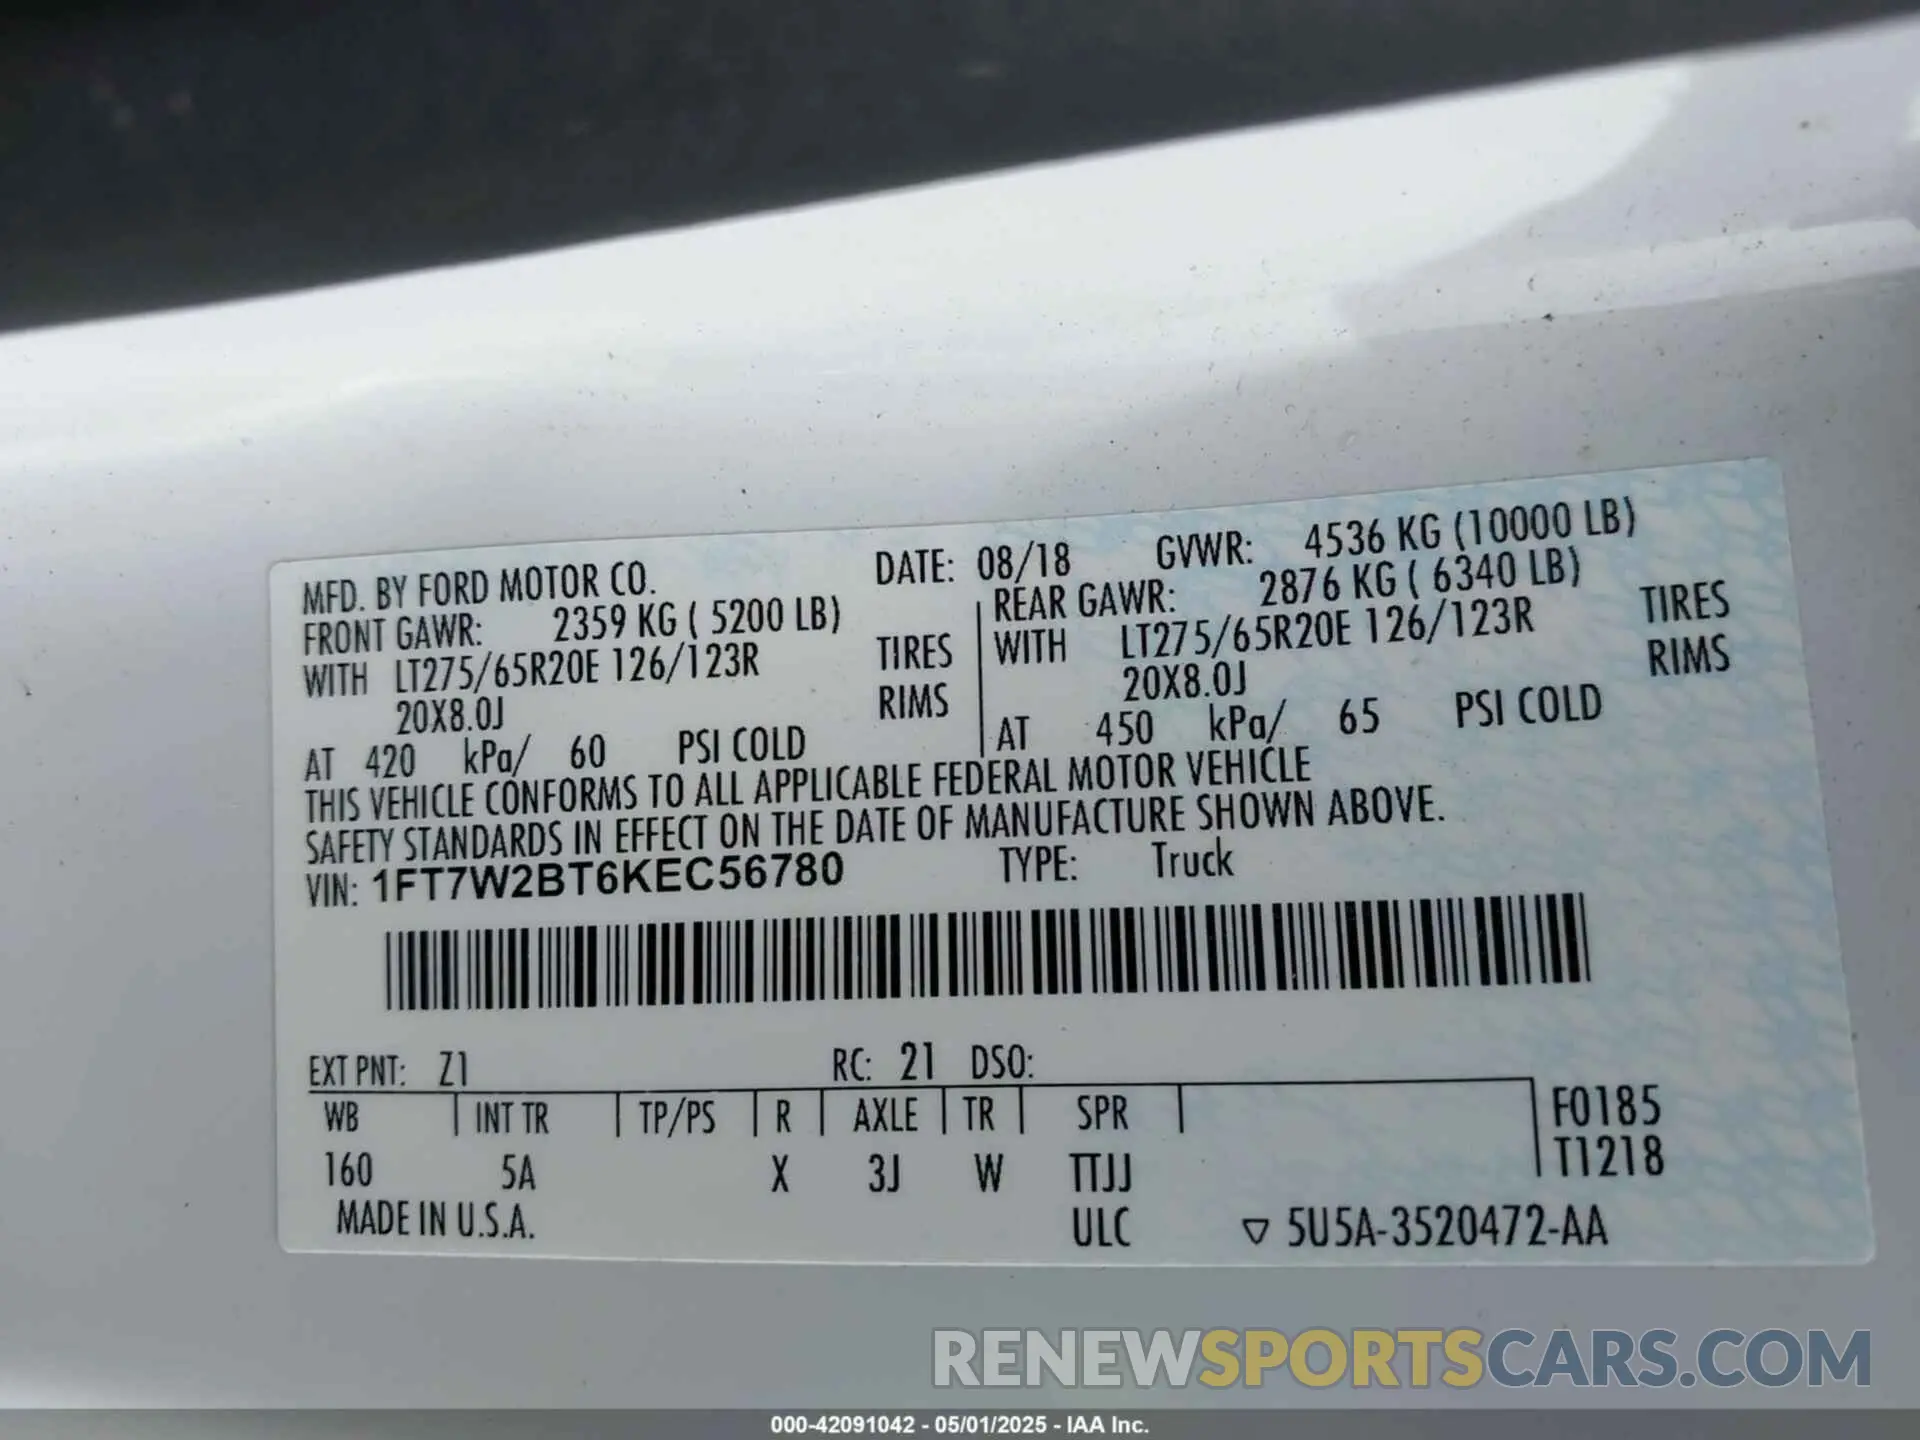 MFD. BY FORD MOTOR CO. DATE: 08/18 GVWR: 4536 KG (10000 LB)
FRONT GAWR: 2359 KG ( 5200 LB) REAR GAWR: 2876 KG ( 6340 LB)
WITH LT275/65R20E 126/123R TIRES WITH LT275/65R20E 126/123R TIRES
20X8.0J RIMS 20X8.0J RIMS
AT 420 kPa/ 60 PSI COLD AT 450 kPa/ 65 PSI COLD
THIS VEHICLE CONFORMS TO ALL APPLICABLE FEDERAL MOTOR VEHICLE
SAFETY STANDARDS IN EFFECT ON THE DATE OF MANUFACTURE SHOWN ABOVE.
VIN: 1FT7W2BT6KEC56780 TYPE: Truck
EXT PNT: Z1 RC: 21 DSO:
WB INT TR TP/PS R AXLE TR SPR F0185
160 5A X 3J W TTJJ T1218
MADE IN U.S.A. ULC ▽ 5U5A-3520472-AA
RENEWSPORTSCARS.COM
000-42091042 - 05/01/2025 - IAA Inc.